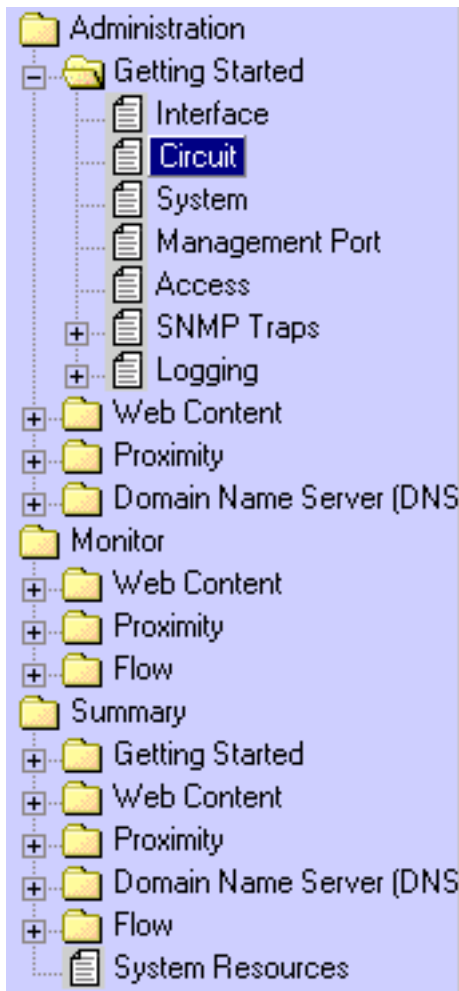 Administration
Getting Started
Interface
Circuit
System
Management Port
Access
SNMP Traps
Logging
Web Content
Proximity
Domain Name Server (DNS
Monitor
Web Content
Proximity
Flow
Summary
Getting Started
Web Content
Proximity
Domain Name Server (DNS
Flow
System Resources